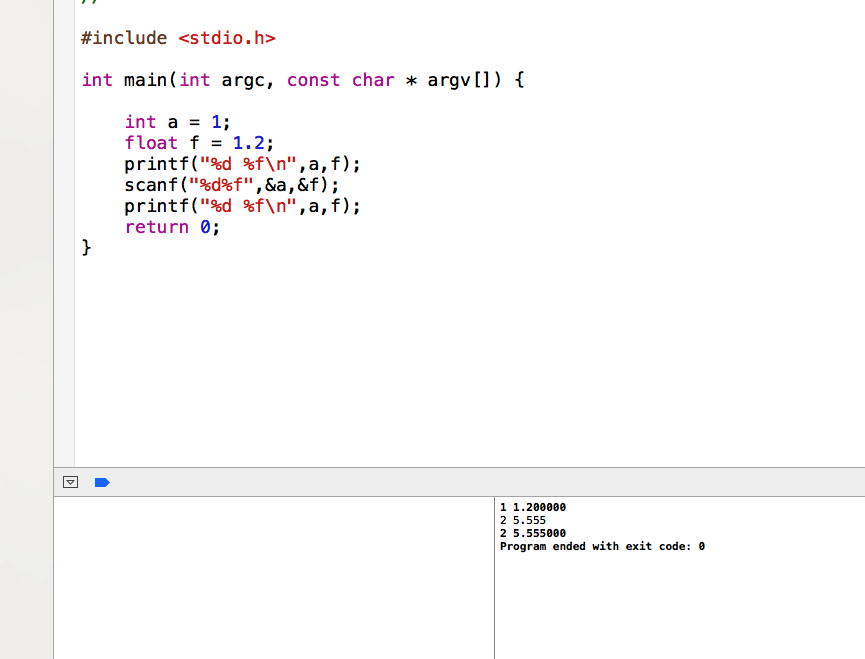 //
#include <stdio.h>
int main(int argc, const char * argv[]) {
int a = 1;
float f = 1.2;
printf("%d %f\n",a,f);
scanf("%d%f",&a,&f);
printf("%d %f\n",a,f);
return 0;
}
1 1.200000
2 5.555
2 5.555000
Program ended with exit code: 0